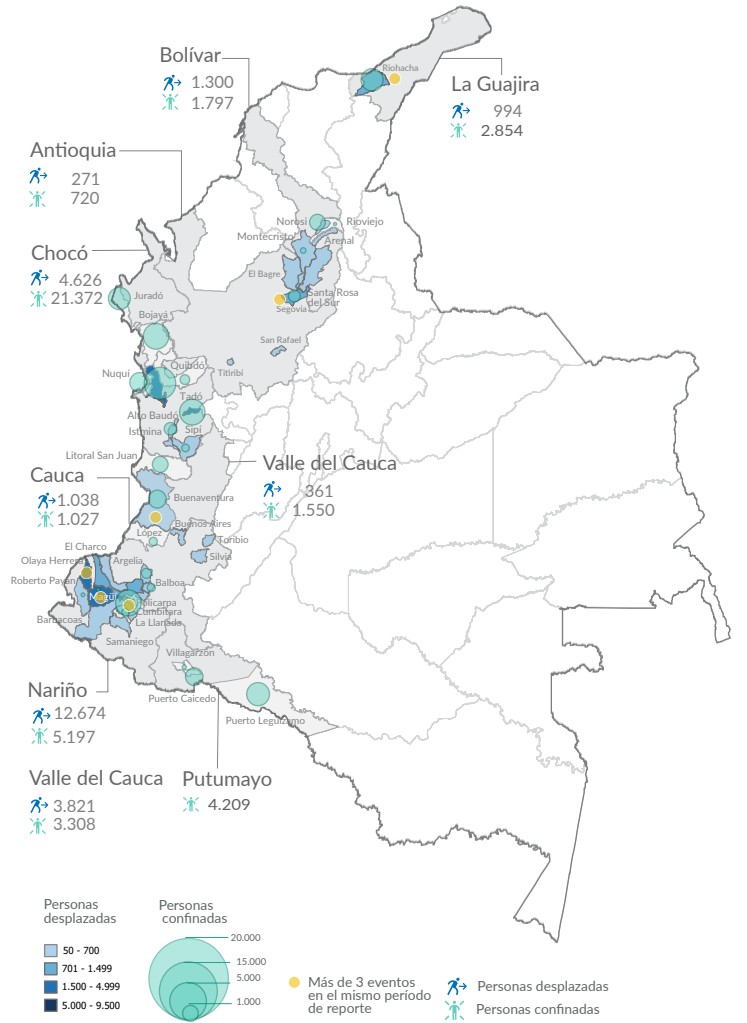 Bolívar
1.300
1.797
Riohacha
La Guajira
994
2.854
Antioquia
271
720
Norosí
Rioviejo
Montecristo
Arenal
Chocó
4.626
21.372
El Bagre
Juradó
Santa Rosa
del Sur
Segovia
Bojayá
San Rafael
Nuquí
Quibdó
Titiribí
Tadó
Alto Baudó
Istmina
Sipí
Litoral San Juan
Valle del Cauca
361
1.550
Cauca
1.038
1.027
Buenaventura
Buenos Aires
López
Toribio
El Charco
Silvia
Olaya Herrera
Argelia
Roberto Payán
Balboa
Policarpa
Cumbitara
Barbacoas
La Llanada
Samaniego
Villagarzón
Nariño
12.674
5.197
Puerto Caicedo
Puerto Leguízamo
Valle del Cauca
3.821
3.308
Putumayo
4.209
Personas
desplazadas
50 - 700
701 - 1.499
1.500 - 4.999
5.000 - 9.500
Personas
confinadas
20.000
15.000
5.000
1.000
Más de 3 eventos
en el mismo período
de reporte
Personas desplazadas
Personas confinadas